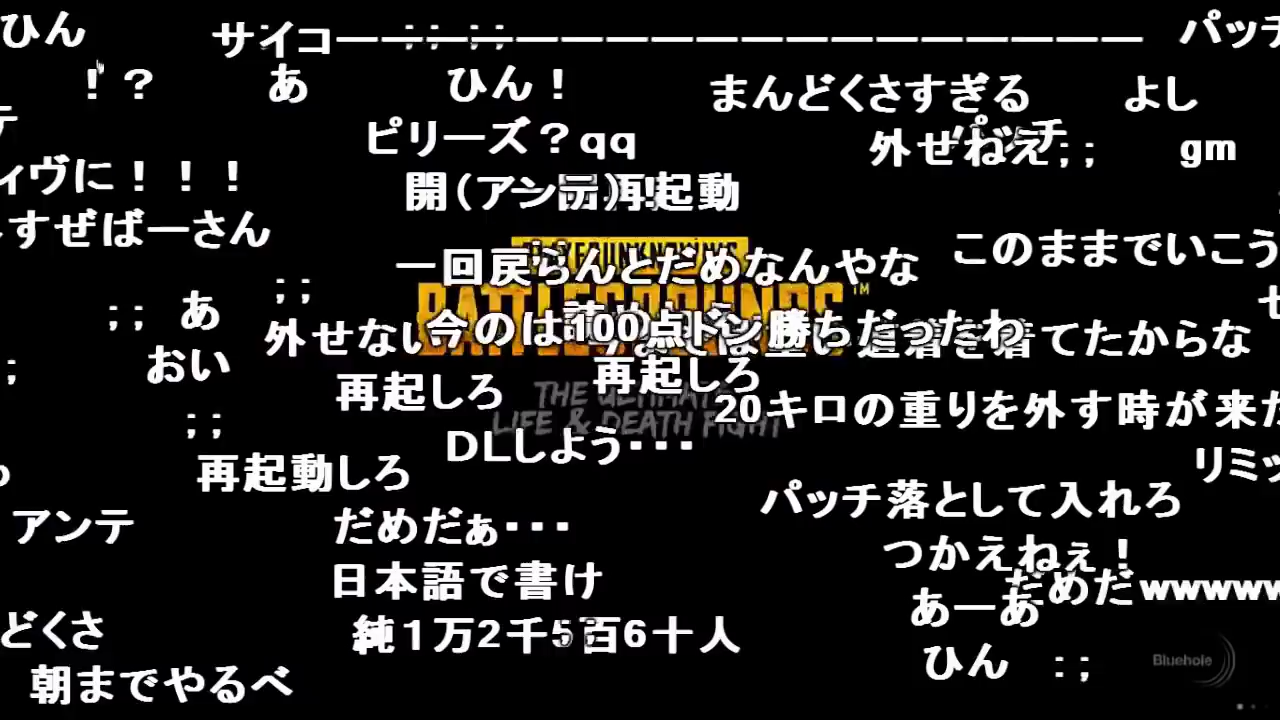 ひん
サイコ―――――――――――――――――
パッチ
！？
あ
ひん！
まんどくさすぎる
よし
テ
ピリーズ？qq
パッチ
外せねえ;;
gm
ィヴに！！！
開（アンテ）！
再起動
すぜばーさん
一回戻らんとだめなんやな
このままでいこう
;;
;; あ
BATTLEGROUNDS™
外せない
今のは100点ドン勝ちだったわ
着てたからな
;
おい
再起しろ
再起しろ
THE ULTIMATE
LIFE & DEATH FIGHT
20キロの重りを外す時が来た
;;
DLしよう・・・
再起動しろ
リミッ
パッチ落として入れろ
アンテ
だめだぁ・・・
つかえねぇ！
日本語で書け
だめだwwwww
あーあ
どくさ
純1万2千5百6十人
ひん :;
Bluehole
朝までやるべ